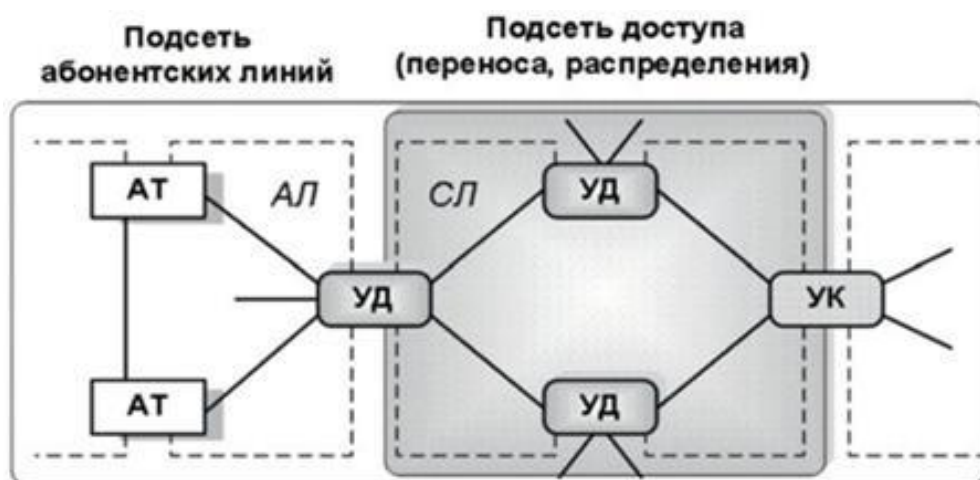 Подсеть
абонентских линий
Подсеть доступа
(переноса, распределения)
АТ
АЛ
СЛ
УД
УД
УК
АТ
УД